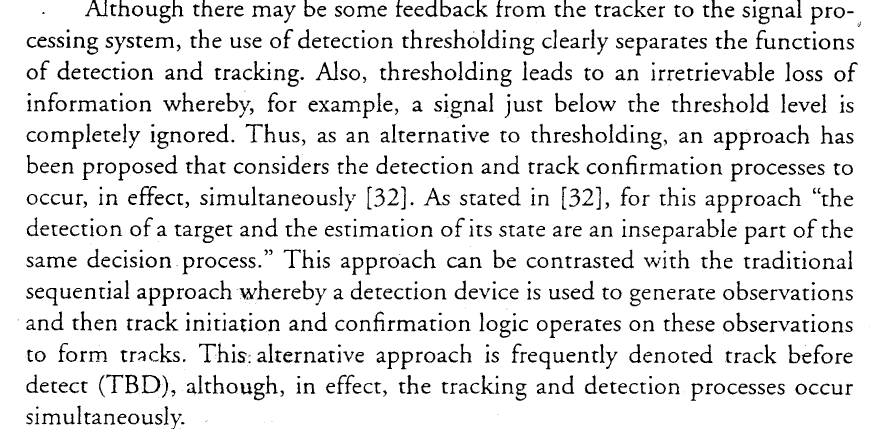 Although there may be some feedback from the tracker to the signal pro-
cessing system, the use of detection thresholding clearly separates the functions
of detection and tracking. Also, thresholding leads to an irretrievable loss of
information whereby, for example, a signal just below the threshold level is
completely ignored. Thus, as an alternative to thresholding, an approach has
been proposed that considers the detection and track confirmation processes to
occur, in effect, simultaneously [32]. As stated in [32], for this approach “the
detection of a target and the estimation of its state are an inseparable part of the
same decision process.” This approach can be contrasted with the traditional
sequential approach whereby a detection device is used to generate observations
and then track initiation and confirmation logic operates on these observations
to form tracks. This alternative approach is frequently denoted track before
detect (TBD), although, in effect, the tracking and detection processes occur
simultaneously.